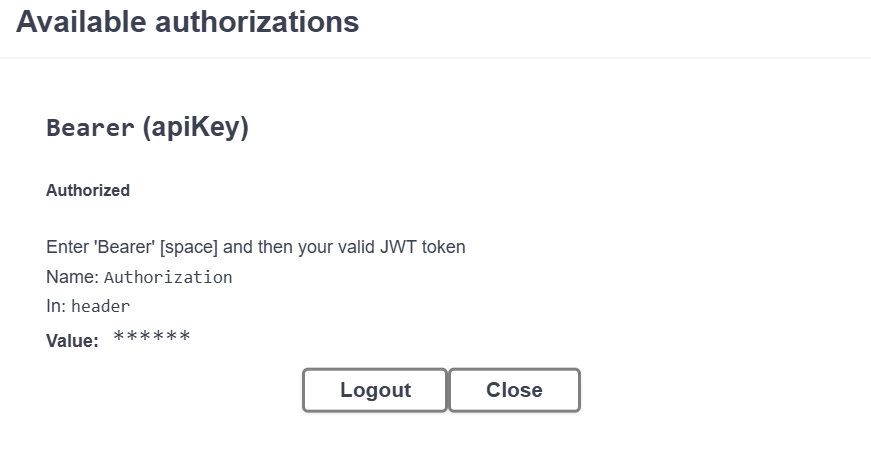 Available authorizations
Bearer (apiKey)
Authorized
Enter 'Bearer' [space] and then your valid JWT token
Name: Authorization
In: header
Value: ******
Logout Close